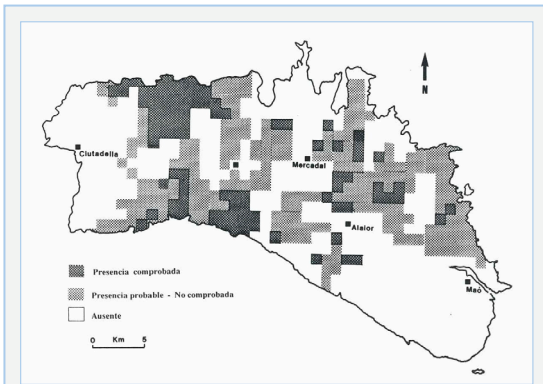 N
Ciutadella
Mercadal
Alaior
Maó
Presencia comprobada
Presencia probable - No comprobada
Ausente
0 Km 5